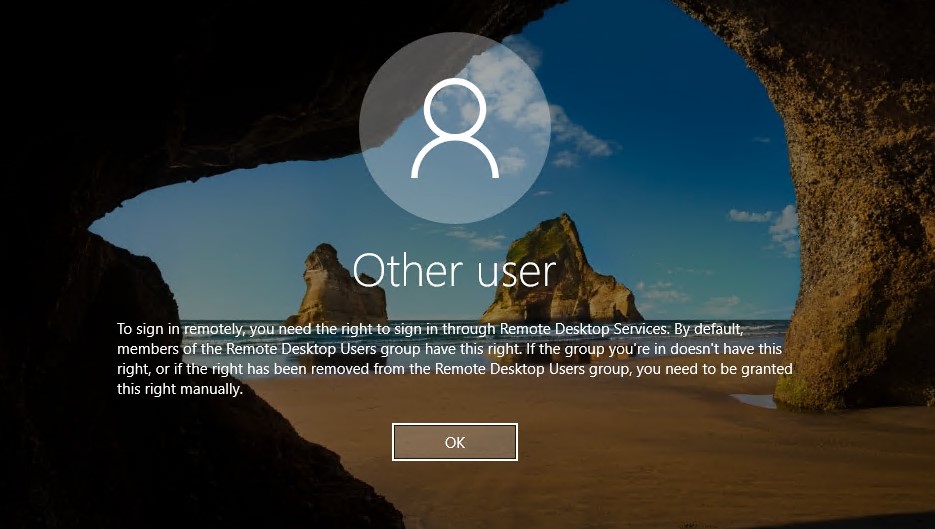 Other user
To sign in remotely, you need the right to sign in through Remote Desktop Services. By default,
members of the Remote Desktop Users group have this right. If the group you're in doesn't have this
right, or if the right has been removed from the Remote Desktop Users group, you need to be granted
this right manually.
OK